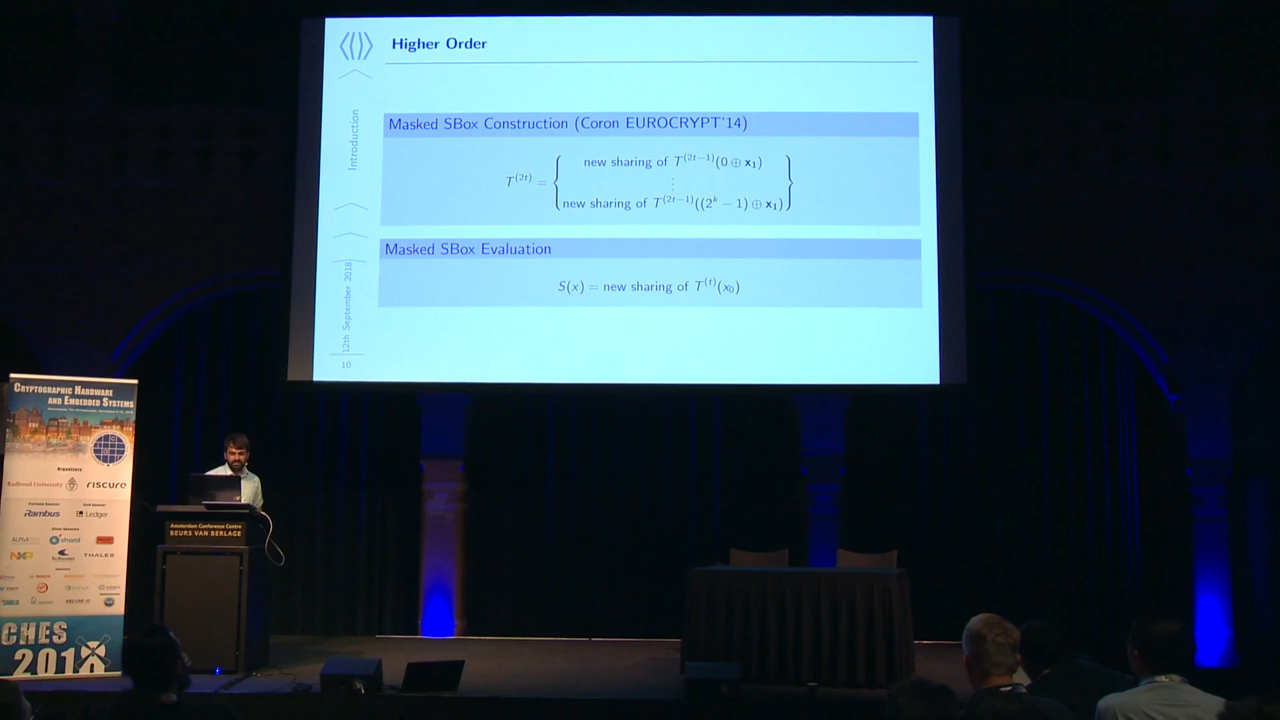 Higher Order
Introduction
Masked SBox Construction (Coron EUROCRYPT'14)
new sharing of T^(2t−1)(0 ⊕ x₁)
T^(2t) =
⋮
new sharing of T^(2t−1)((2^k − 1) ⊕ x₁)
Masked SBox Evaluation
S(x) = new sharing of T^(t)(x₀)
12th September 2018
10
CRYPTOGRAPHIC HARDWARE
AND EMBEDDED SYSTEMS
Organizers
Radboud University
riscure
Rambus
Ledger
NXP
THALES
Amsterdam Conference Centre
BEURS VAN BERLAGE
CHES
2018